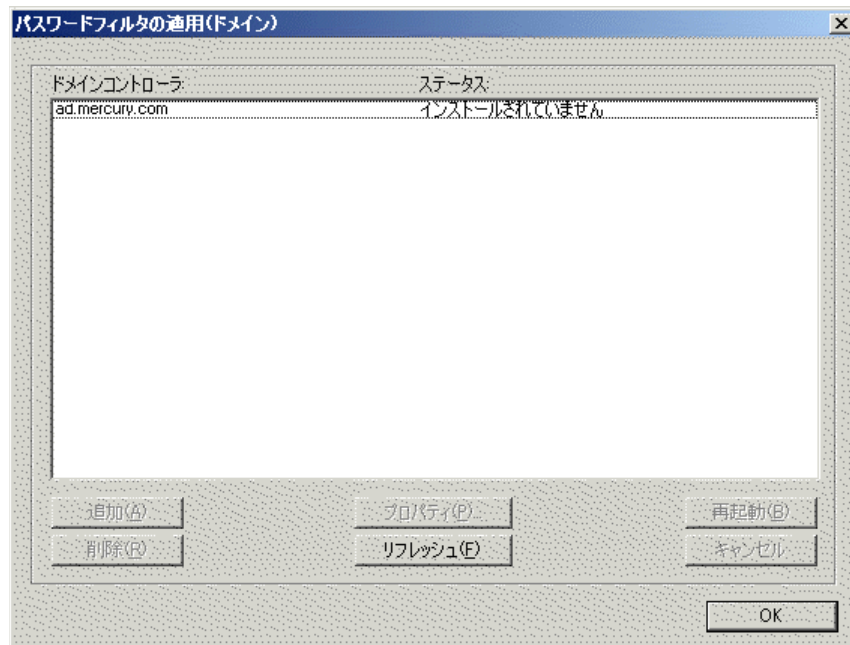 パスワードフィルタの適用(ドメイン)
ドメインコントローラ: ステータス:
ad.mercury.com インストールされていません
追加(A) プロパティ(P)... 再起動(B)
削除(R) リフレッシュ(F) キャンセル
OK